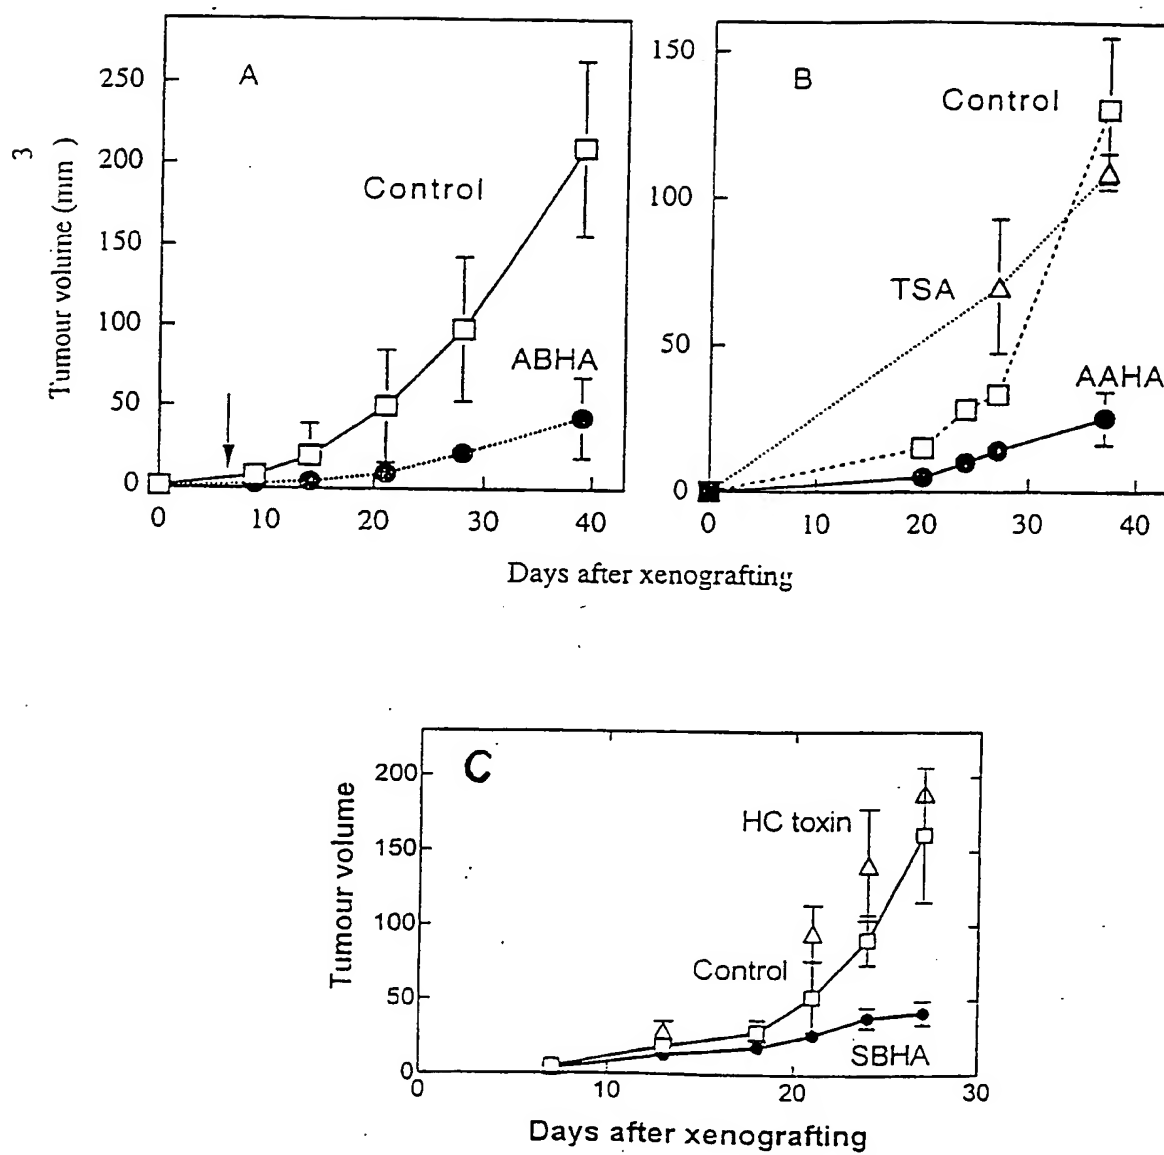 A
250
200
150
100
50
0
Tumour volume (mm 3 )
Control
ABHA
0 10 20 30 40
B
150
100
50
0
Control
TSA
AAHA
0 10 20 30 40
Days after xenografting
C
200
150
100
50
0
Tumour volume
HC toxin
Control
SBHA
0 10 20 30
Days after xenografting